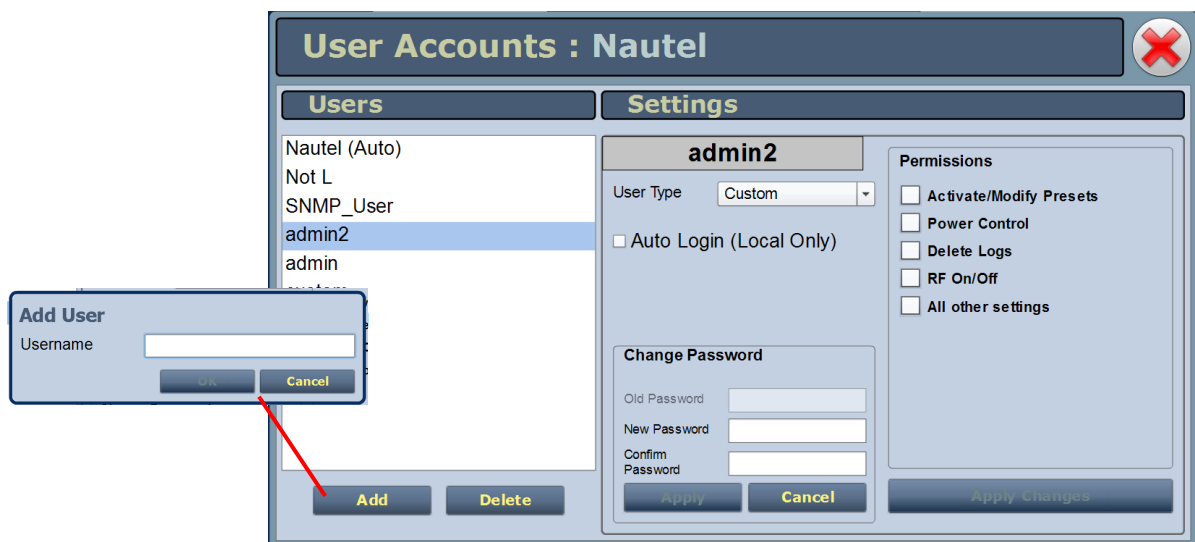 User Accounts : Nautel
Users
Settings
Nautel (Auto)
Not L
SNMP_User
admin2
admin
admin2
User Type
Custom
Auto Login (Local Only)
Permissions
Activate/Modify Presets
Power Control
Delete Logs
RF On/Off
All other settings
Add User
Username
OK
Cancel
Change Password
Old Password
New Password
Confirm
Password
Apply
Cancel
Add
Delete
Apply Changes